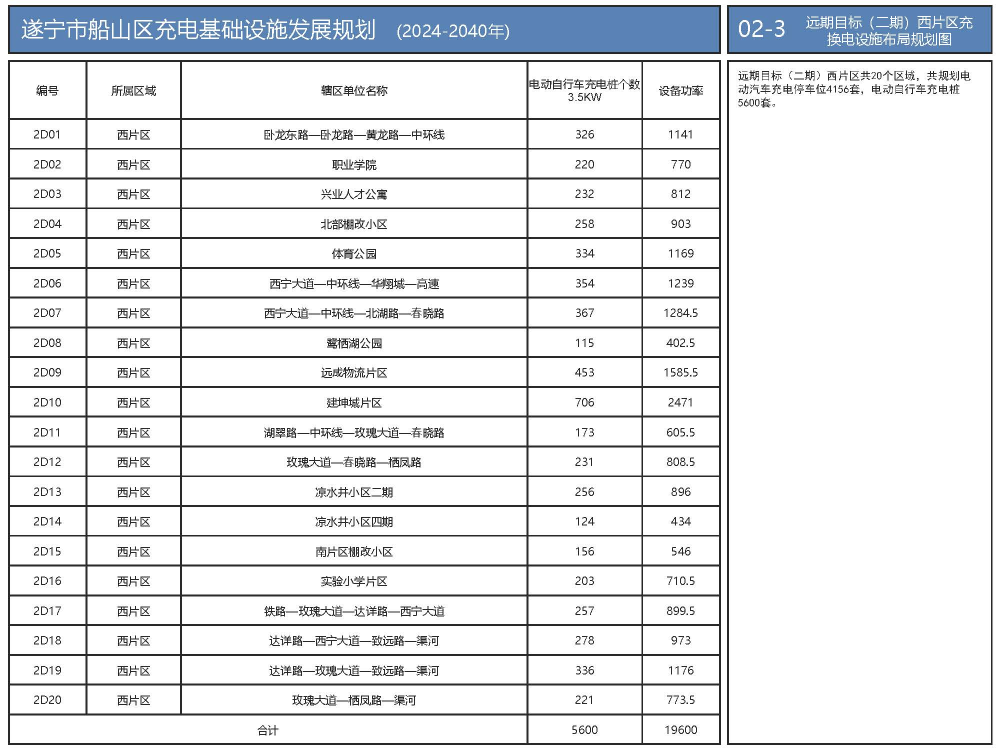 遂宁市船山区充电基础设施发展规划 (2024-2040年)
02-3 远期目标（二期）西片区充
换电设施布局规划图
编号 所属区域 辖区单位名称 电动自行车充电桩个数 3.5KW 设备功率
2D01 西片区 卧龙东路—卧龙路—黄龙路—中环线 326 1141
2D02 西片区 职业学院 220 770
2D03 西片区 兴业人才公寓 232 812
2D04 西片区 北部棚改小区 258 903
2D05 西片区 体育公园 334 1169
2D06 西片区 西宁大道—中环线—华翔城—高速 354 1239
2D07 西片区 西宁大道—中环线—北湖路—春晓路 367 1284.5
2D08 西片区 鹭栖湖公园 115 402.5
2D09 西片区 远成物流片区 453 1585.5
2D10 西片区 建坤城片区 706 2471
2D11 西片区 湖翠路—中环线—玫瑰大道—春晓路 173 605.5
2D12 西片区 玫瑰大道—春晓路—栖凤路 231 808.5
2D13 西片区 凉水井小区二期 256 896
2D14 西片区 凉水井小区四期 124 434
2D15 西片区 南片区棚改小区 156 546
2D16 西片区 实验小学片区 203 710.5
2D17 西片区 铁路—玫瑰大道—达详路—西宁大道 257 899.5
2D18 西片区 达详路—西宁大道—致远路—渠河 278 973
2D19 西片区 达详路—玫瑰大道—致远路—渠河 336 1176
2D20 西片区 玫瑰大道—栖凤路—渠河 221 773.5
合计 5600 19600
远期目标（二期）西片区共20个区域，共规划电
动汽车充电停车位4156套，电动自行车充电桩
5600套。